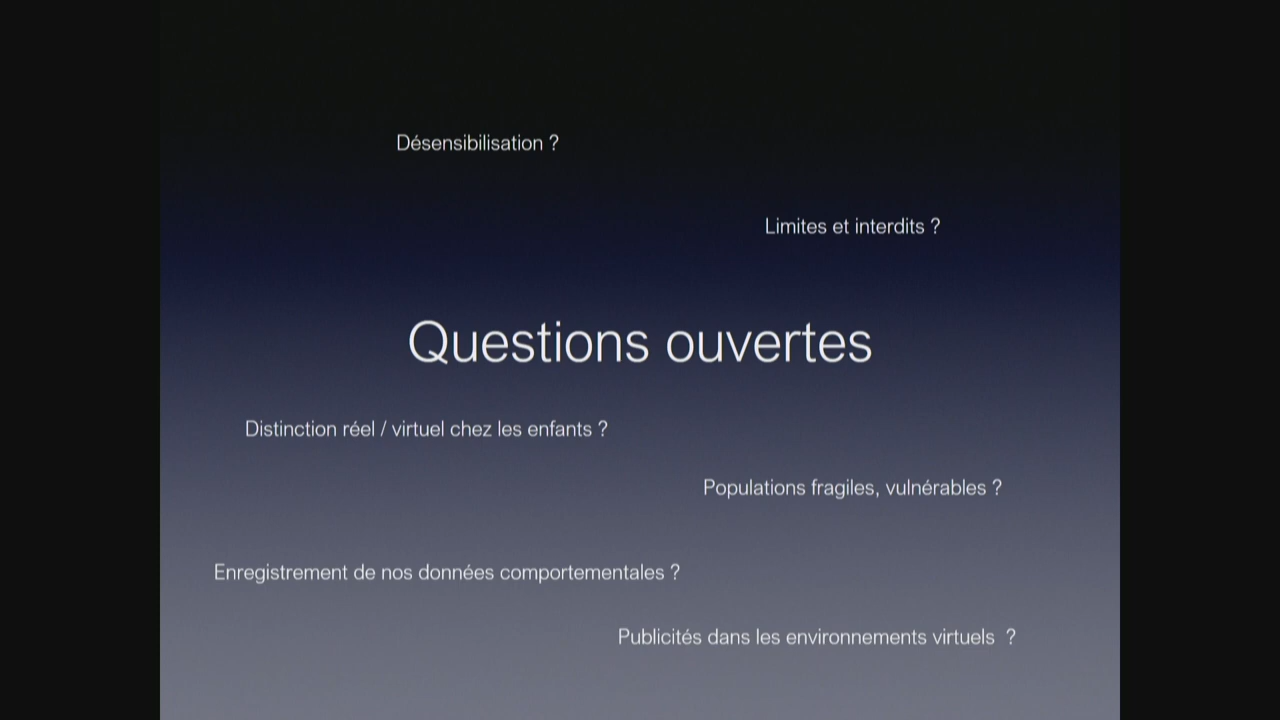 Désensibilisation ?
Limites et interdits ?
Questions ouvertes
Distinction réel / virtuel chez les enfants ?
Populations fragiles, vulnérables ?
Enregistrement de nos données comportementales ?
Publicités dans les environnements virtuels  ?